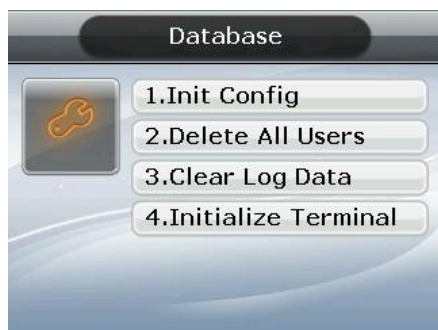 Database
1.Init Config
2.Delete All Users
3.Clear Log Data
4.Initialize Terminal